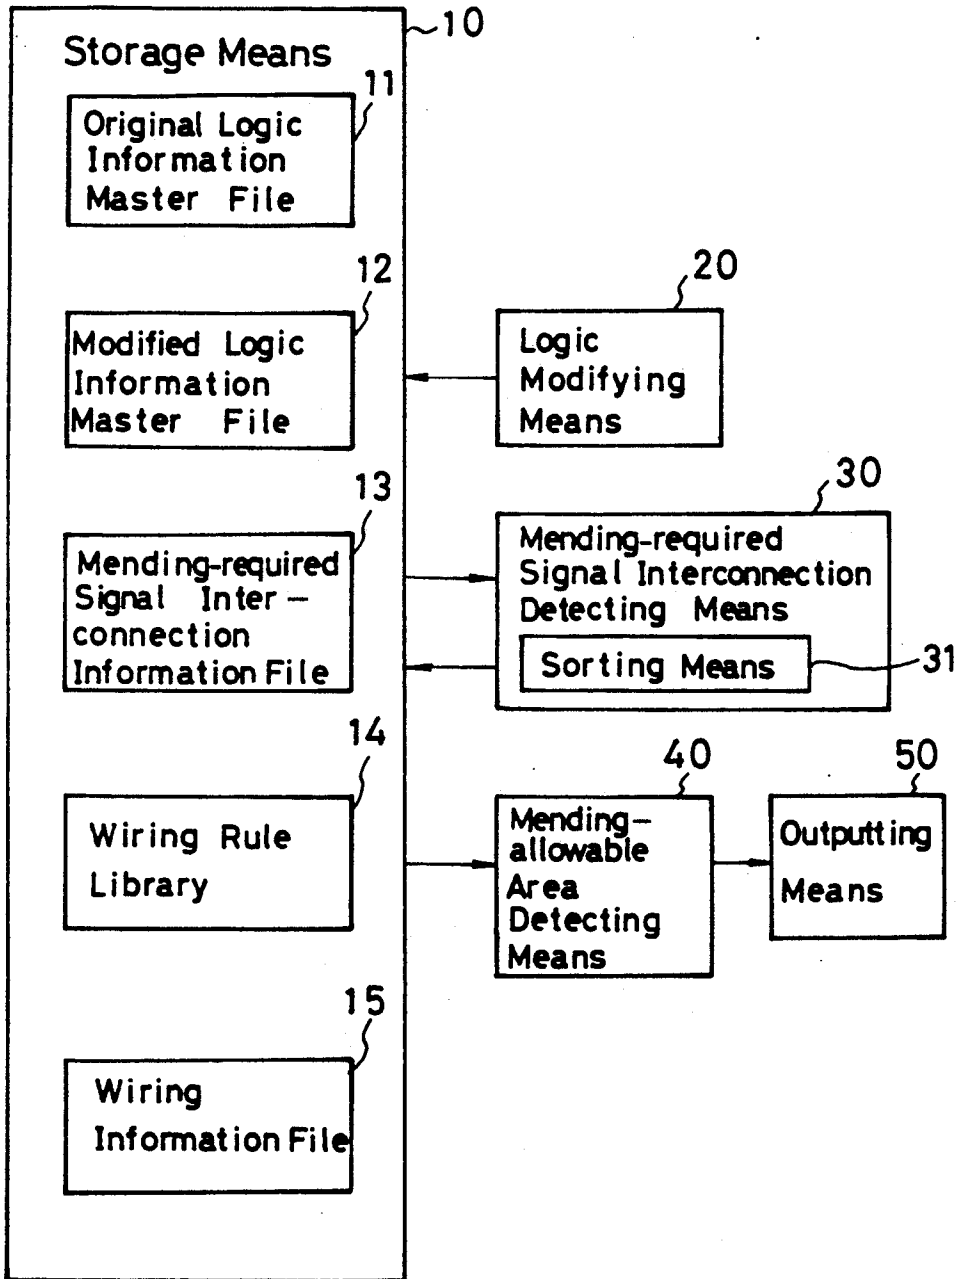 10
Storage Means
11
Original Logic
Information
Master File
12
Modified Logic
Information
Master File
20
Logic
Modifying
Means
13
Mending-required
Signal Inter-
connection
Information File
30
Mending-required
Signal Interconnection
Detecting Means
Sorting Means
31
14
Wiring Rule
Library
40
Mending-
allowable
Area
Detecting
Means
50
Outputting
Means
15
Wiring
Information File